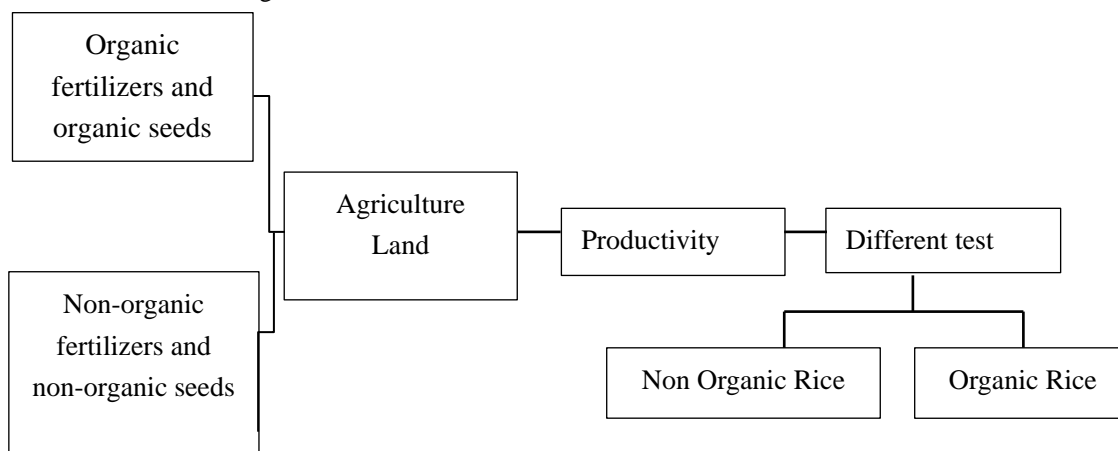 Organic
fertilizers and
organic seeds
Agriculture
Land
Productivity
Different test
Non-organic
fertilizers and
non-organic seeds
Non Organic Rice
Organic Rice